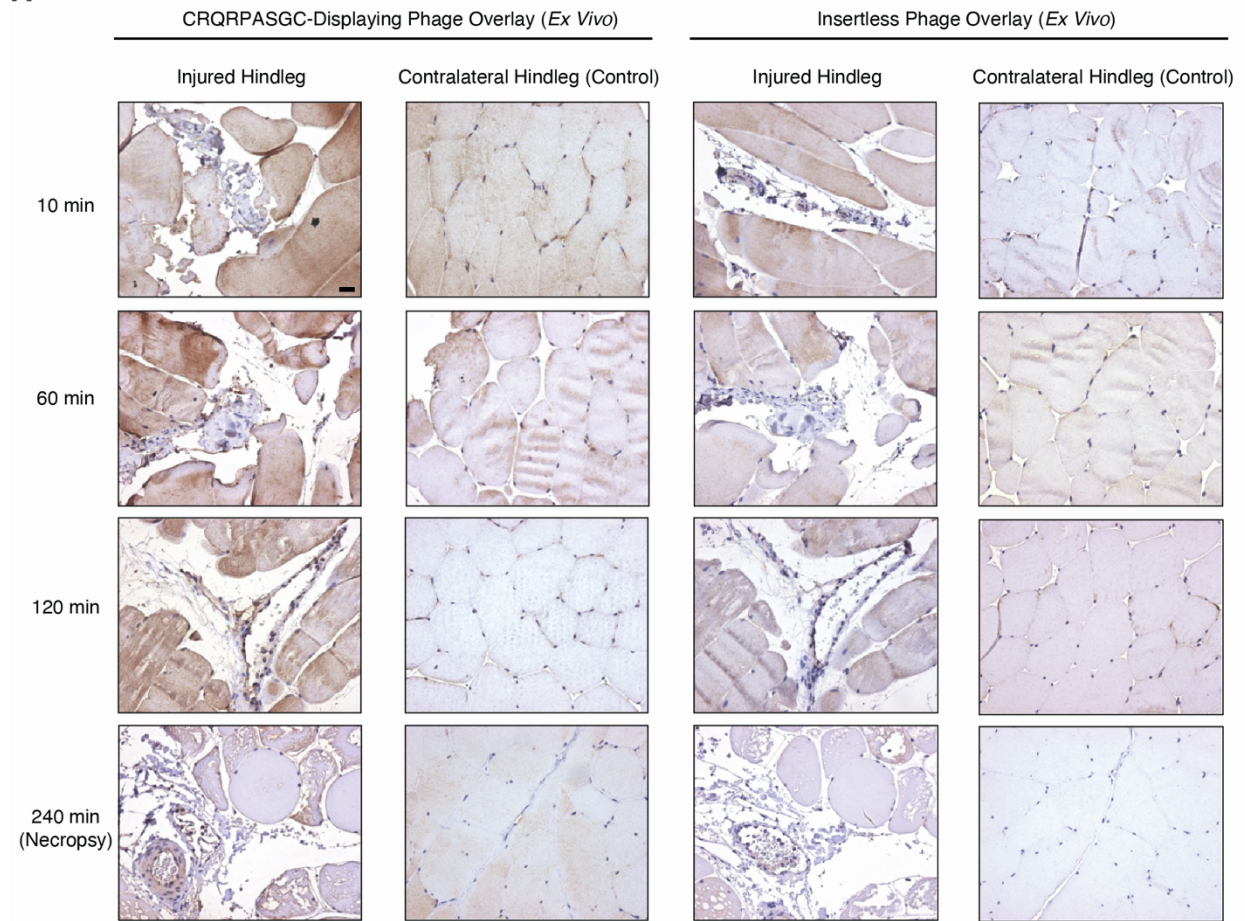 CRQRPASGC-Displaying Phage Overlay (Ex Vivo)
Insertless Phage Overlay (Ex Vivo)
Injured Hindleg
Contralateral Hindleg (Control)
Injured Hindleg
Contralateral Hindleg (Control)
10 min
60 min
120 min
240 min
(Necropsy)